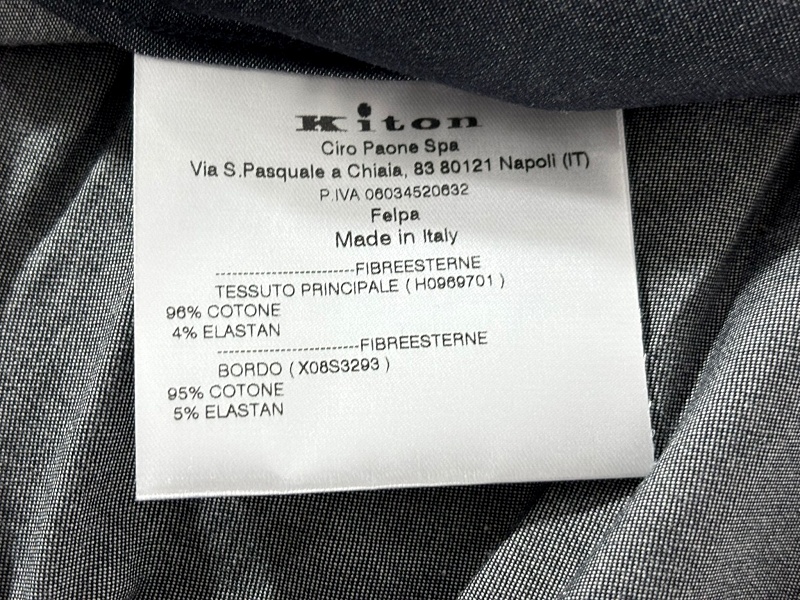 Kiton
Ciro Paone Spa
Via S.Pasquale a Chiaia, 83 80121 Napoli (IT)
P.IVA 06034520632
Felpa
Made in Italy
-------------------------FIBREESTERNE
TESSUTO PRINCIPALE ( H0969701 )
96% COTONE
4% ELASTAN
-------------------------FIBREESTERNE
BORDO ( X08S3293 )
95% COTONE
5% ELASTAN